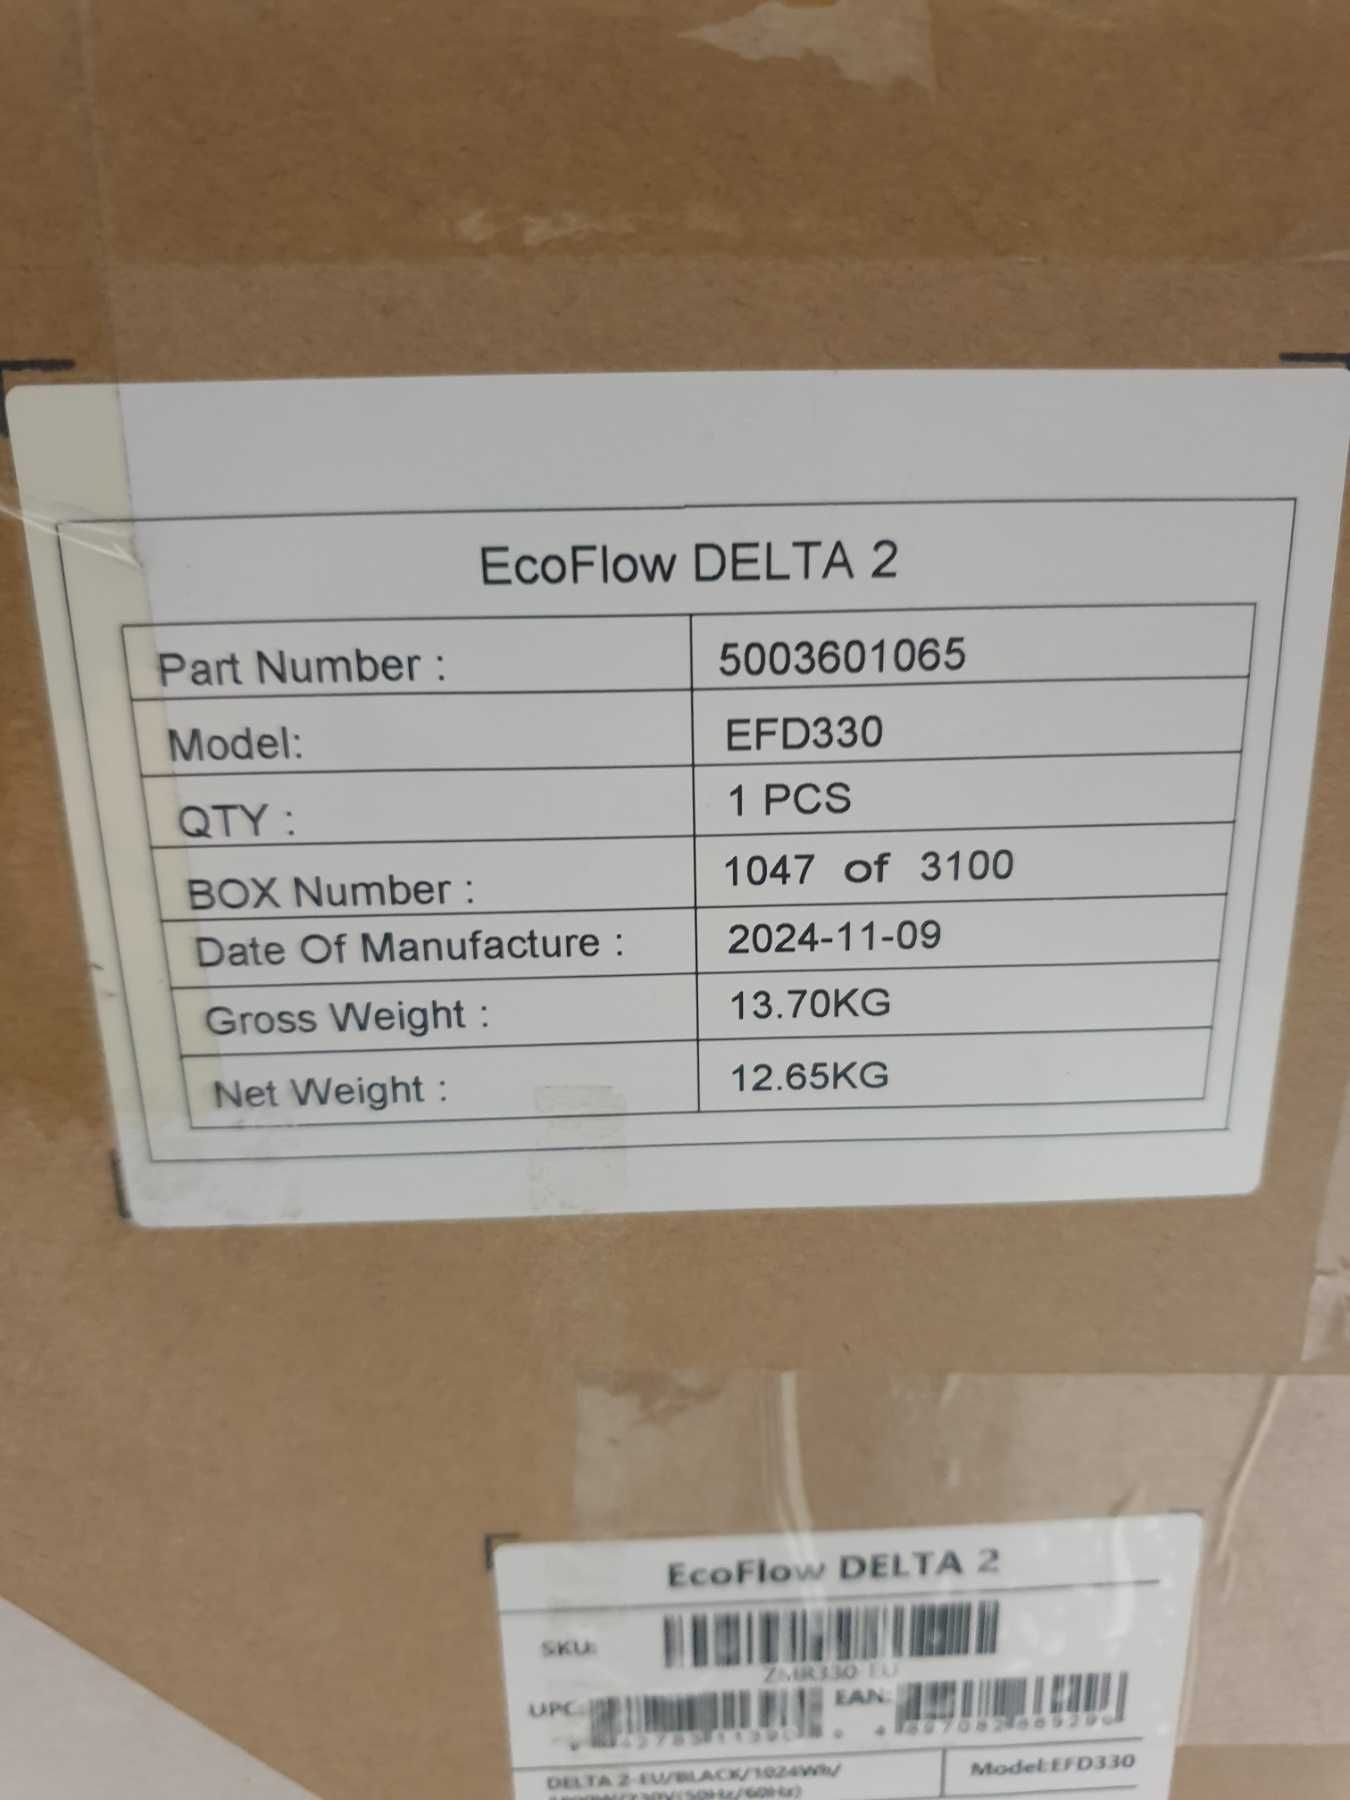 EcoFlow DELTA 2
Part Number : 5003601065
Model: EFD330
QTY : 1 PCS
BOX Number : 1047 of 3100
Date Of Manufacture : 2024-11-09
Gross Weight : 13.70KG
Net Weight : 12.65KG
EcoFlow DELTA 2
SKU:
ZMR330-EU
UPC: EAN:
DELTA 2-EU/BLACK/1024Wh/ Model:EFD330